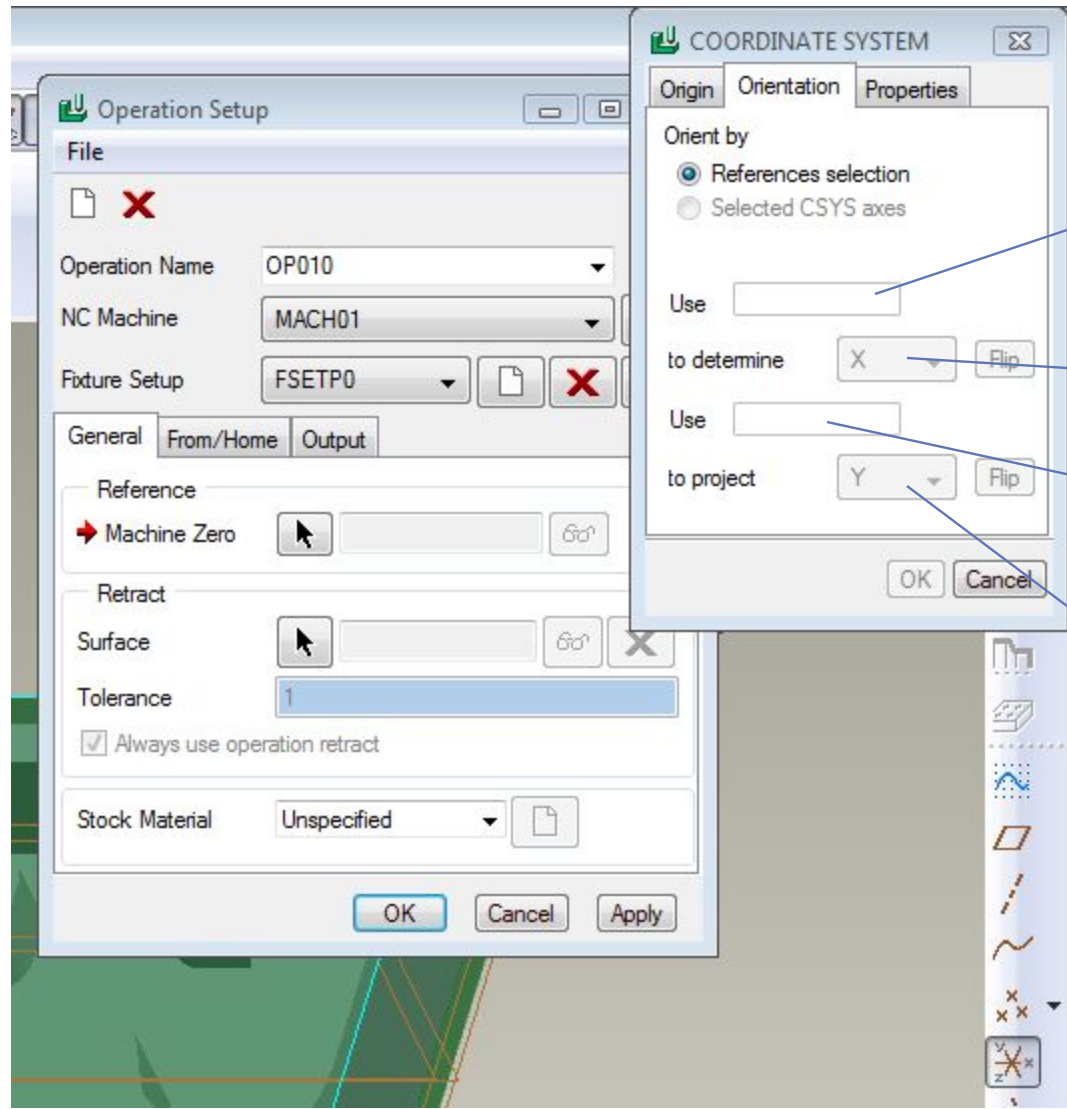 Operation Setup
File
Operation Name OP010
NC Machine MACH01
Fixture Setup FSETP0
General From/Home Output
Reference
Machine Zero
Retract
Surface
Tolerance 1
Always use operation retract
Stock Material Unspecified
OK Cancel Apply
COORDINATE SYSTEM
Origin Orientation Properties
Orient by
References selection
Selected CSYS axes
Use
to determine X Flip
Use
to project Y Flip
OK Cancel